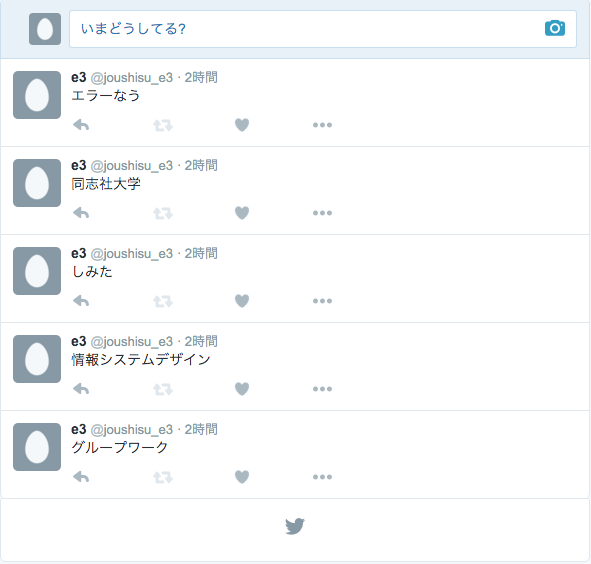 いまどうしてる?
e3 @joushisu_e3 · 2時間
エラーなう
e3 @joushisu_e3 · 2時間
同志社大学
e3 @joushisu_e3 · 2時間
しみた
e3 @joushisu_e3 · 2時間
情報システムデザイン
e3 @joushisu_e3 · 2時間
グループワーク